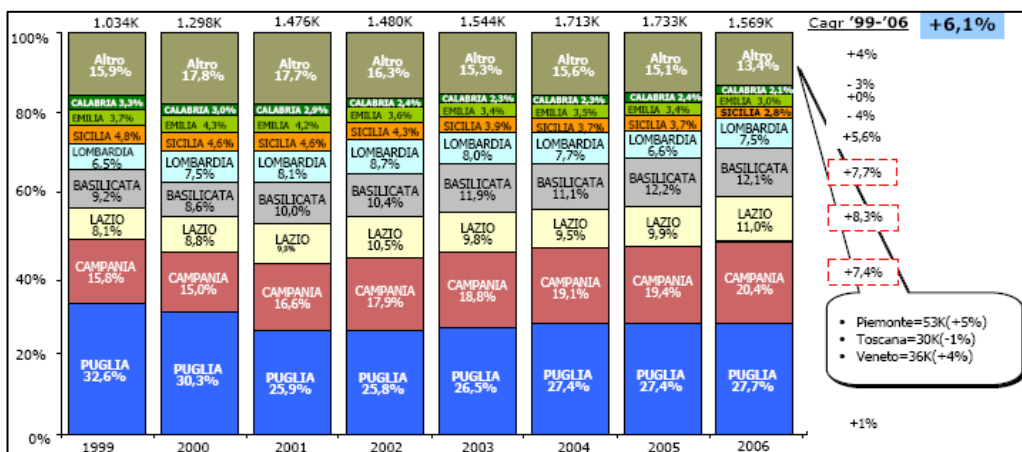 1.034K 1.298K 1.476K 1.480K 1.544K 1.713K 1.733K 1.569K Cagr '99-'06 +6,1%
100%
80%
60%
40%
20%
0%
Altro
15,9%
CALABRIA 3,3%
EMILIA 3,7%
SICILIA 4,8%
LOMBARDIA
6,5%
BASILICATA
9,2%
LAZIO
8,1%
CAMPANIA
15,8%
PUGLIA
32,6%
1999
Altro
17,8%
CALABRIA 3,0%
EMILIA 4,3%
SICILIA 4,6%
LOMBARDIA
7,5%
BASILICATA
8,6%
LAZIO
8,8%
CAMPANIA
15,0%
PUGLIA
30,3%
2000
Altro
17,7%
CALABRIA 2,9%
EMILIA 4,2%
SICILIA 4,6%
LOMBARDIA
8,1%
BASILICATA
10,0%
LAZIO
9,9%
CAMPANIA
16,6%
PUGLIA
25,9%
2001
Altro
16,3%
CALABRIA 2,4%
EMILIA 3,6%
SICILIA 4,3%
LOMBARDIA
8,7%
BASILICATA
10,4%
LAZIO
10,5%
CAMPANIA
17,9%
PUGLIA
25,8%
2002
Altro
15,3%
CALABRIA 2,3%
EMILIA 3,4%
SICILIA 3,9%
LOMBARDIA
8,0%
BASILICATA
11,9%
LAZIO
9,8%
CAMPANIA
18,8%
PUGLIA
26,5%
2003
Altro
15,6%
CALABRIA 2,3%
EMILIA 3,5%
SICILIA 3,7%
LOMBARDIA
7,7%
BASILICATA
11,1%
LAZIO
9,5%
CAMPANIA
19,1%
PUGLIA
27,4%
2004
Altro
15,1%
CALABRIA 2,4%
EMILIA 3,4%
SICILIA 3,7%
LOMBARDIA
6,6%
BASILICATA
12,2%
LAZIO
9,9%
CAMPANIA
19,4%
PUGLIA
27,4%
2005
Altro
13,4%
CALABRIA 2,1%
EMILIA 3,0%
SICILIA 2,8%
LOMBARDIA
7,5%
BASILICATA
12,1%
LAZIO
11,0%
CAMPANIA
20,4%
PUGLIA
27,7%
2006
+4%
-3%
+0%
-4%
+5,6%
+7,7%
+8,3%
+7,4%
• Piemonte=53K(+5%)
• Toscana=30K(-1%)
• Veneto=36K(+4%)
+1%